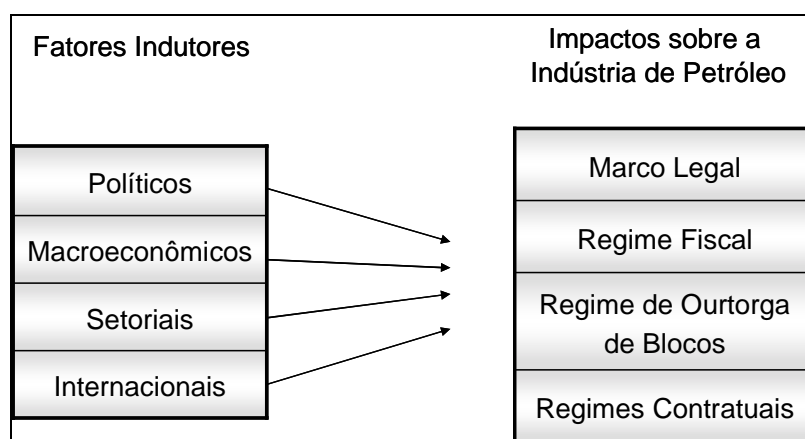 Fatores Indutores
Políticos
Macroeconômicos
Setoriais
Internacionais
Impactos sobre a
Indústria de Petróleo
Marco Legal
Regime Fiscal
Regime de Ourtorga
de Blocos
Regimes Contratuais